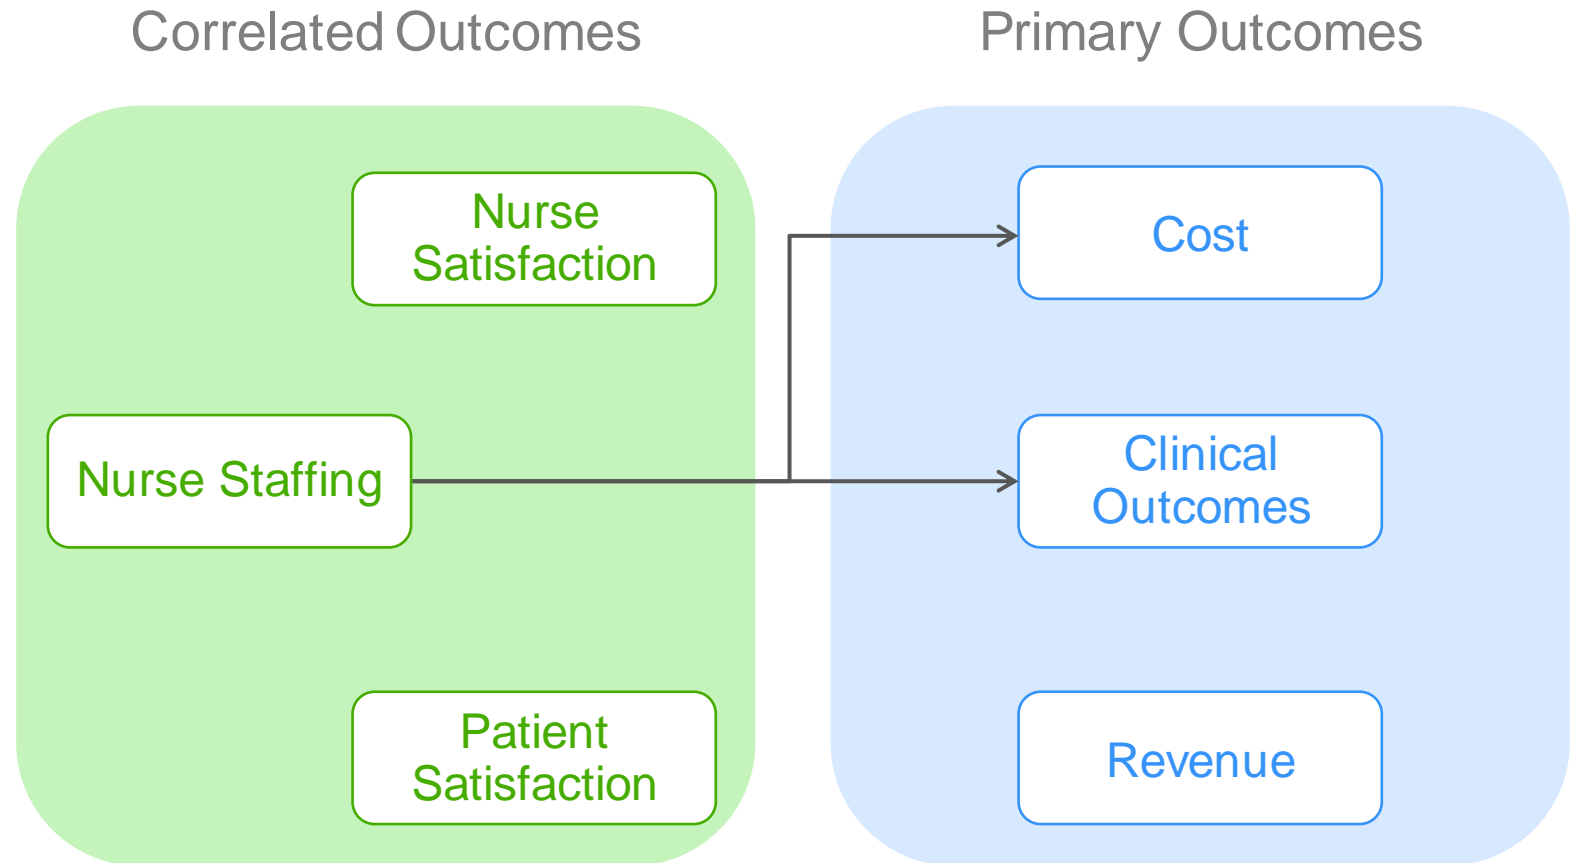 Correlated Outcomes
Primary Outcomes
Nurse
Satisfaction
Cost
Nurse Staffing
Clinical
Outcomes
Patient
Satisfaction
Revenue